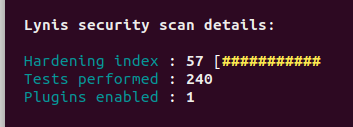 Lynis security scan details:
Hardening index : 57 [###########
Tests performed : 240
Plugins enabled : 1